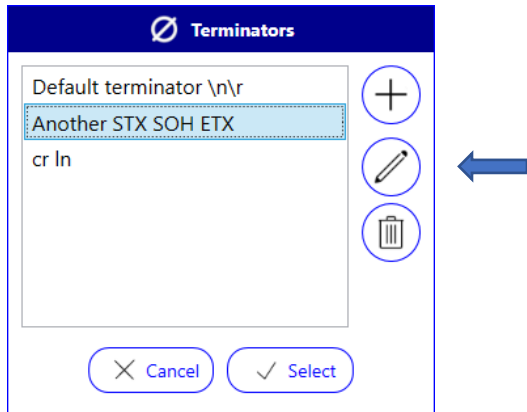 Terminators
Default terminator \n\r
Another STX SOH ETX
cr ln
Cancel
Select